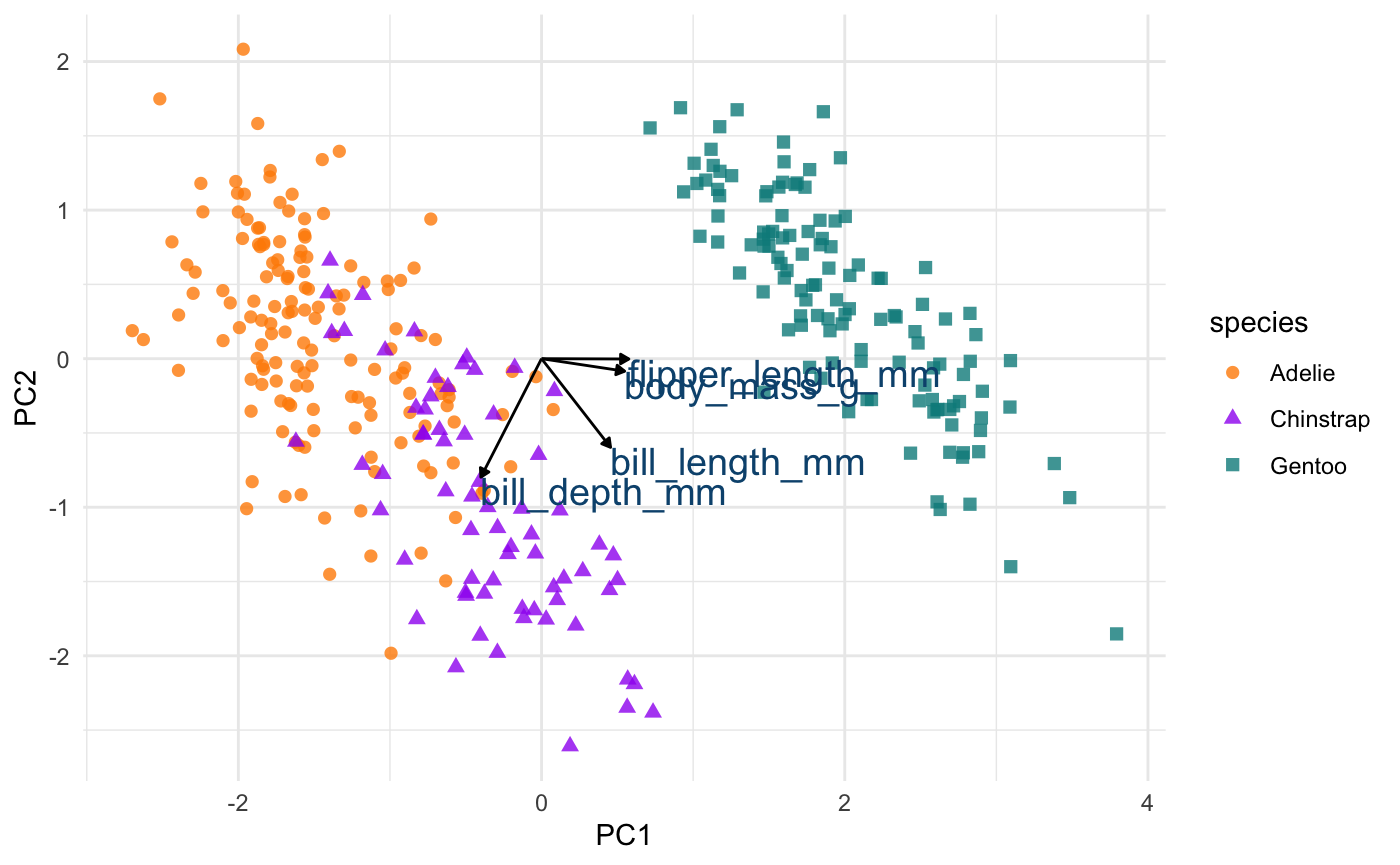 2
1
0
-1
-2
PC2
flipper_length_mm
body_mass_g
bill_length_mm
bill_depth_mm
-2
0
2
4
PC1
species
Adelie
Chinstrap
Gentoo